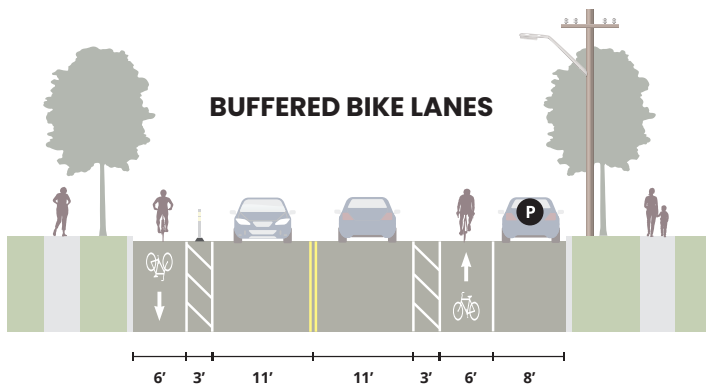 BUFFERED BIKE LANES
P
6’ 3’ 11’ 11’ 3’ 6’ 8’